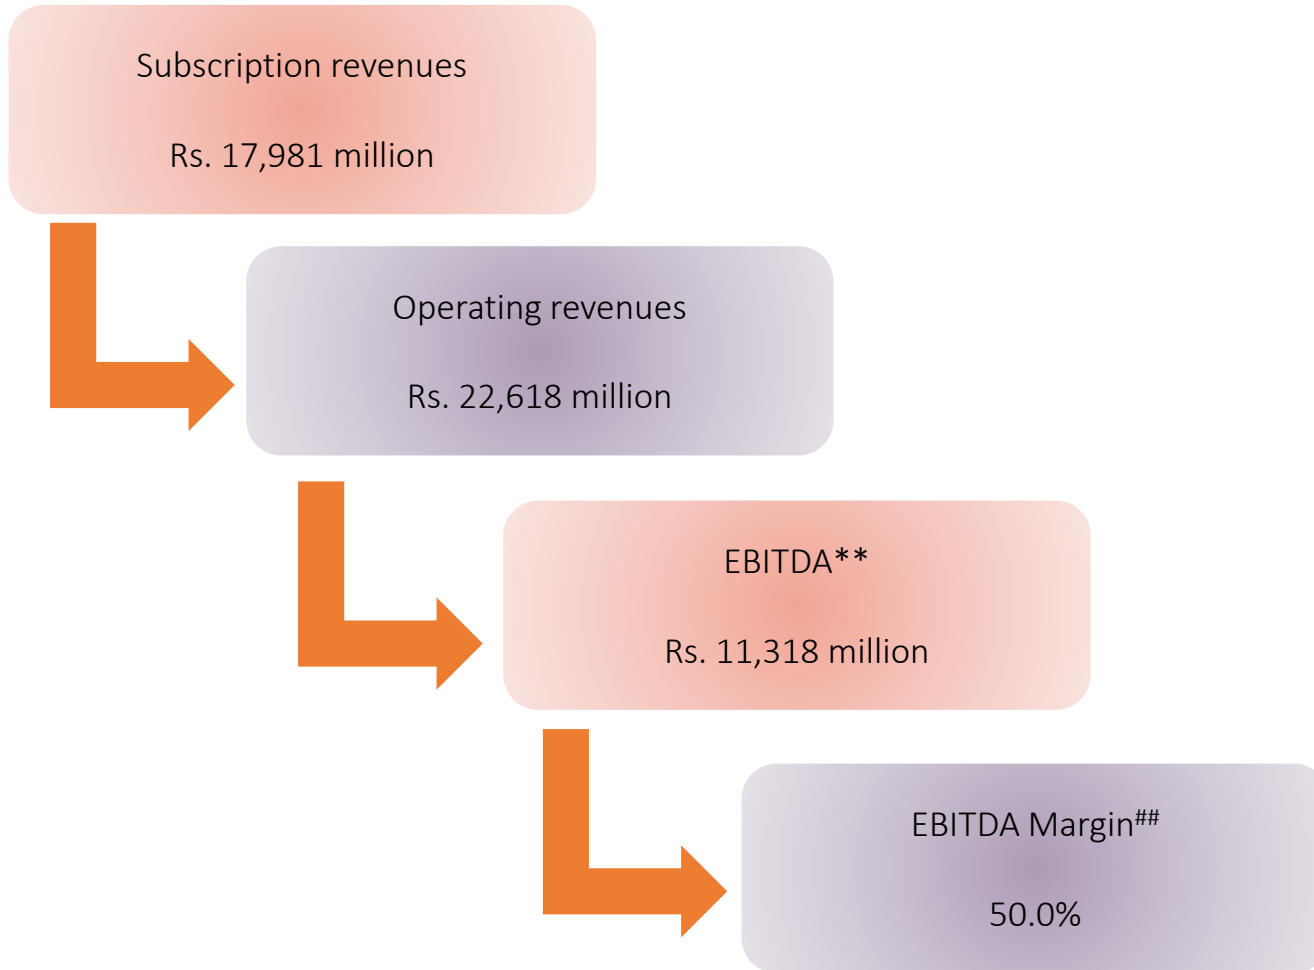 Subscription revenues
Rs. 17,981 million
Operating revenues
Rs. 22,618 million
EBITDA**
Rs. 11,318 million
EBITDA Margin##
50.0%